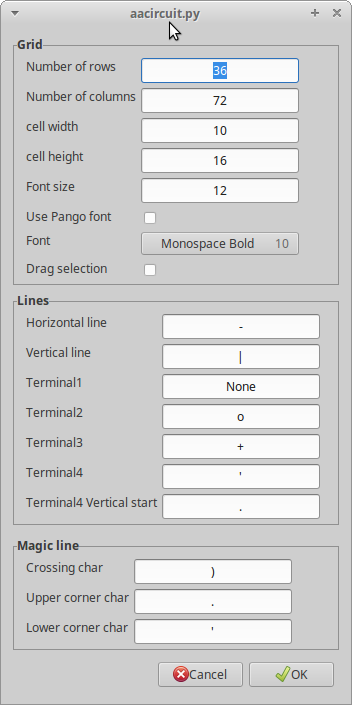 aacircuit.py
Grid
Number of rows 36
Number of columns 72
cell width 10
cell height 16
Font size 12
Use Pango font
Font Monospace Bold 10
Drag selection
Lines
Horizontal line -
Vertical line |
Terminal1 None
Terminal2 o
Terminal3 +
Terminal4 '
Terminal4 Vertical start .
Magic line
Crossing char )
Upper corner char .
Lower corner char '
Cancel OK